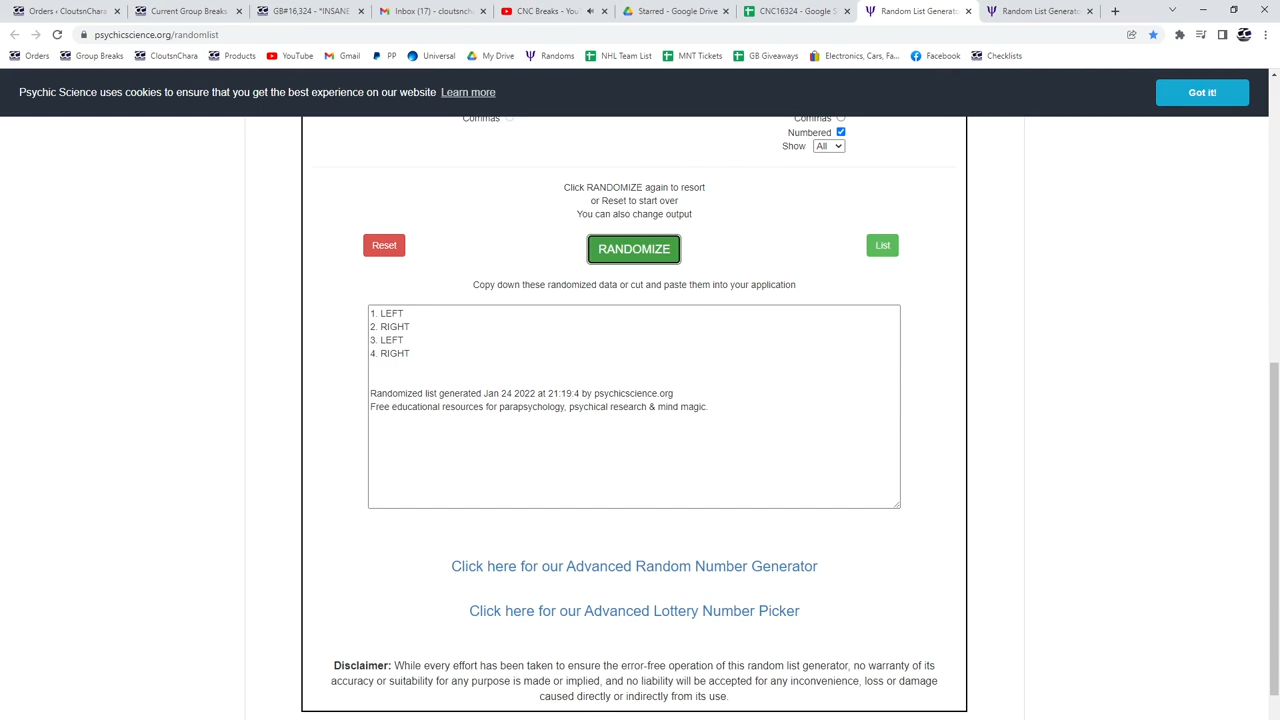 Orders / CloutsnChara
Current Group Breaks
GB#16,324 - *INSANE
Inbox (17) - cloutsnch
CNC Breaks - You
Starred - Google Drive
CNC16324 - Google S
Random List Generato
Random List Generato
psychicscience.org/randomlist
Orders
Group Breaks
CloutsnChara
Products
YouTube
Gmail
PP
Universal
My Drive
Randoms
NHL Team List
MNT Tickets
GB Giveaways
Electronics, Cars, Fa...
Facebook
Checklists
Psychic Science uses cookies to ensure that you get the best experience on our website Learn more
Got it!
Commas
Commas
Numbered
Show All
Click RANDOMIZE again to resort
or Reset to start over
You can also change output
Reset
RANDOMIZE
List
Copy down these randomized data or cut and paste them into your application
1. LEFT
2. RIGHT
3. LEFT
4. RIGHT
Randomized list generated Jan 24 2022 at 21:19:4 by psychicscience.org
Free educational resources for parapsychology, psychical research & mind magic.
Click here for our Advanced Random Number Generator
Click here for our Advanced Lottery Number Picker
Disclaimer: While every effort has been taken to ensure the error-free operation of this random list generator, no warranty of its
accuracy or suitability for any purpose is made or implied, and no liability will be accepted for any inconvenience, loss or damage
caused directly or indirectly from its use.